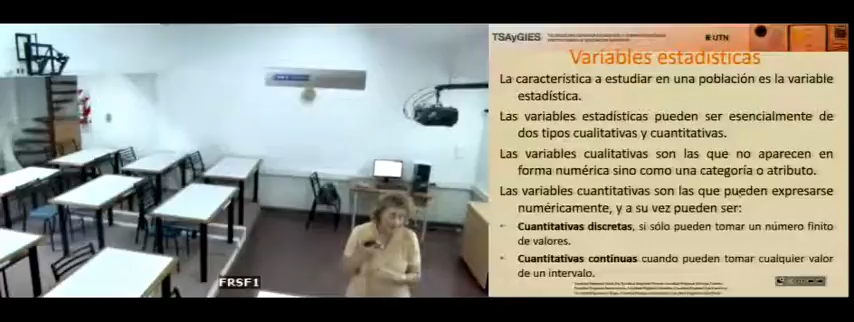 TSAyGIES
UTN
Variables estadísticas
La característica a estudiar en una población es la variable
estadística.
Las variables estadísticas pueden ser esencialmente de
dos tipos cualitativas y cuantitativas.
Las variables cualitativas son las que no aparecen en
forma numérica sino como una categoría o atributo.
Las variables cuantitativas son las que pueden expresarse
numéricamente, y a su vez pueden ser:
Cuantitativas discretas, si sólo pueden tomar un número finito
de valores.
Cuantitativas continuas cuando pueden tomar cualquier valor
de un intervalo.
FRSF1